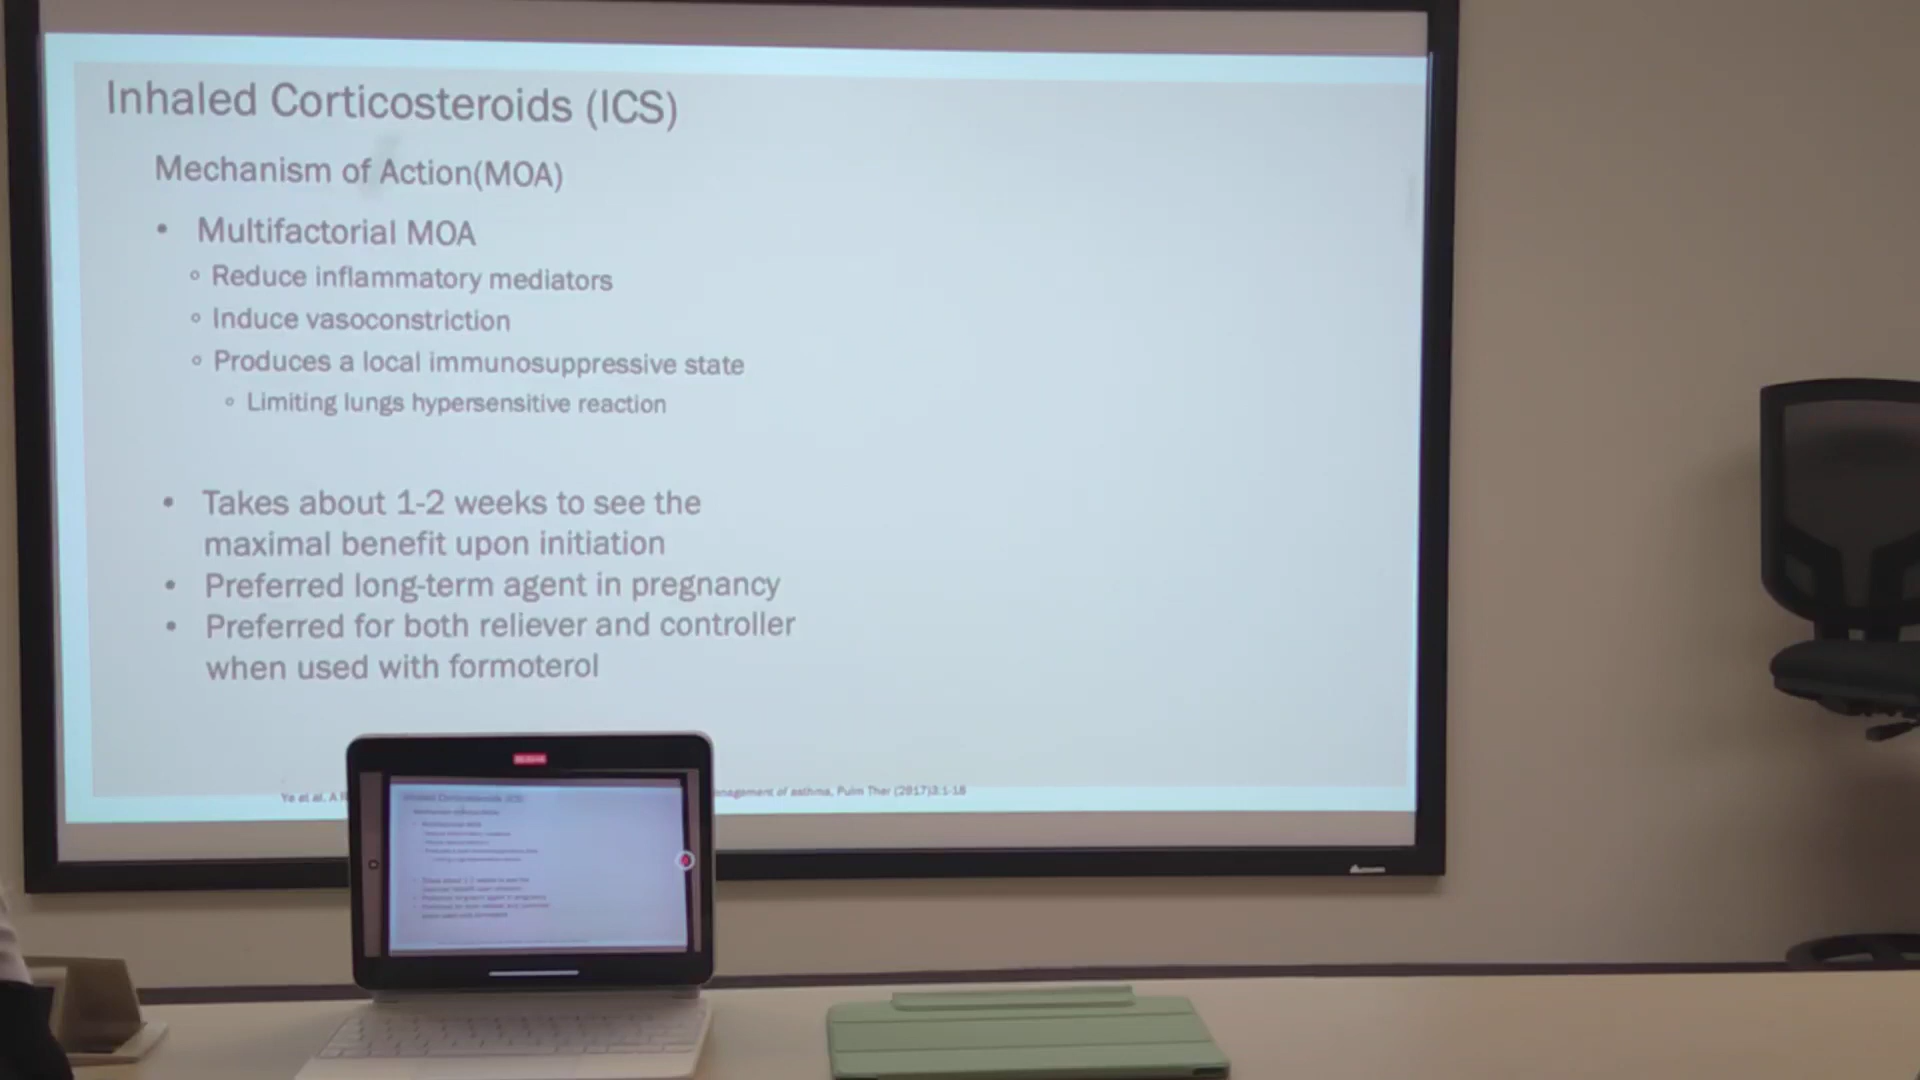 Inhaled Corticosteroids (ICS)
Mechanism of Action(MOA)
• Multifactorial MOA
◦ Reduce inflammatory mediators
◦ Induce vasoconstriction
◦ Produces a local immunosuppressive state
◦ Limiting lungs hypersensitive reaction
• Takes about 1-2 weeks to see the
maximal benefit upon initiation
• Preferred long-term agent in pregnancy
• Preferred for both reliever and controller
when used with formoterol
Ye et al. A of asthma, Pulm Ther (2017)3:1-18